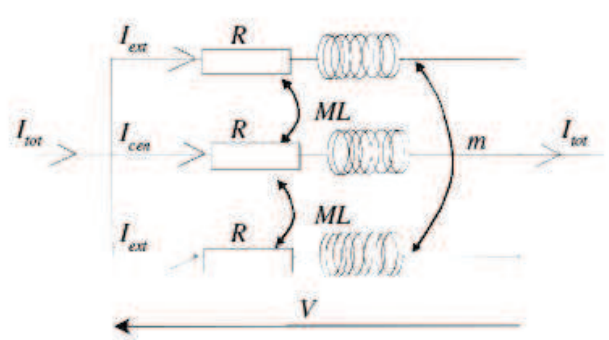 I_ext R
ML
I_tot I_cen R m I_tot
ML
I_ext R
V